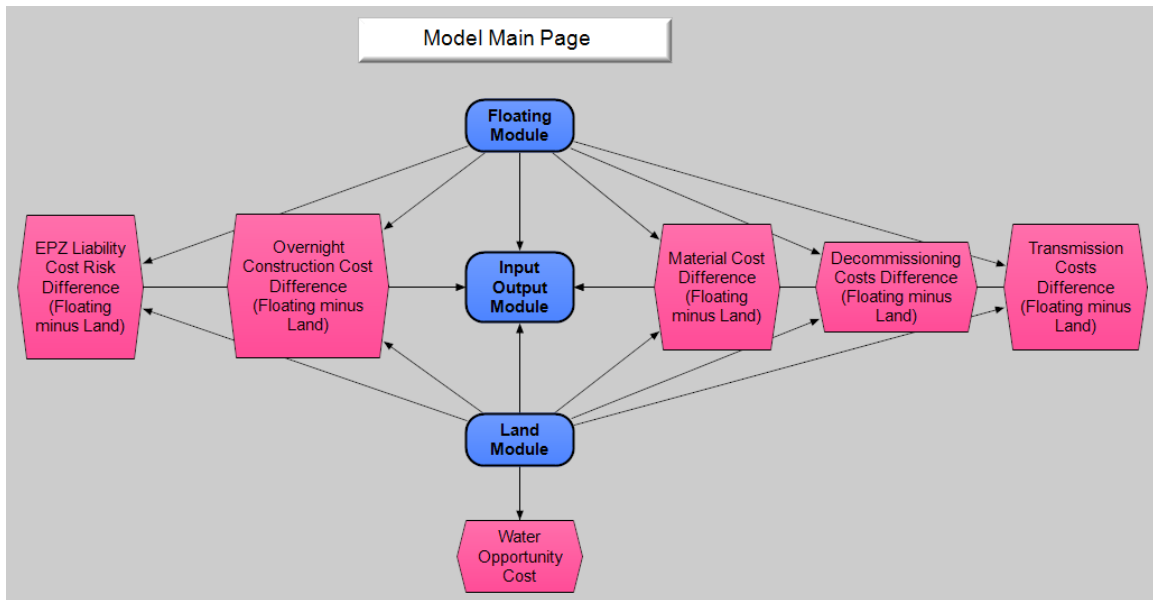 Model Main Page
Floating
Module
EPZ Liability
Cost Risk
Difference
(Floating
minus Land)
Overnight
Construction Cost
Difference
(Floating minus
Land)
Input
Output
Module
Material Cost
Difference
(Floating
minus Land)
Decommissioning
Costs Difference
(Floating minus
Land)
Transmission
Costs
Difference
(Floating
minus Land)
Land
Module
Water
Opportunity
Cost